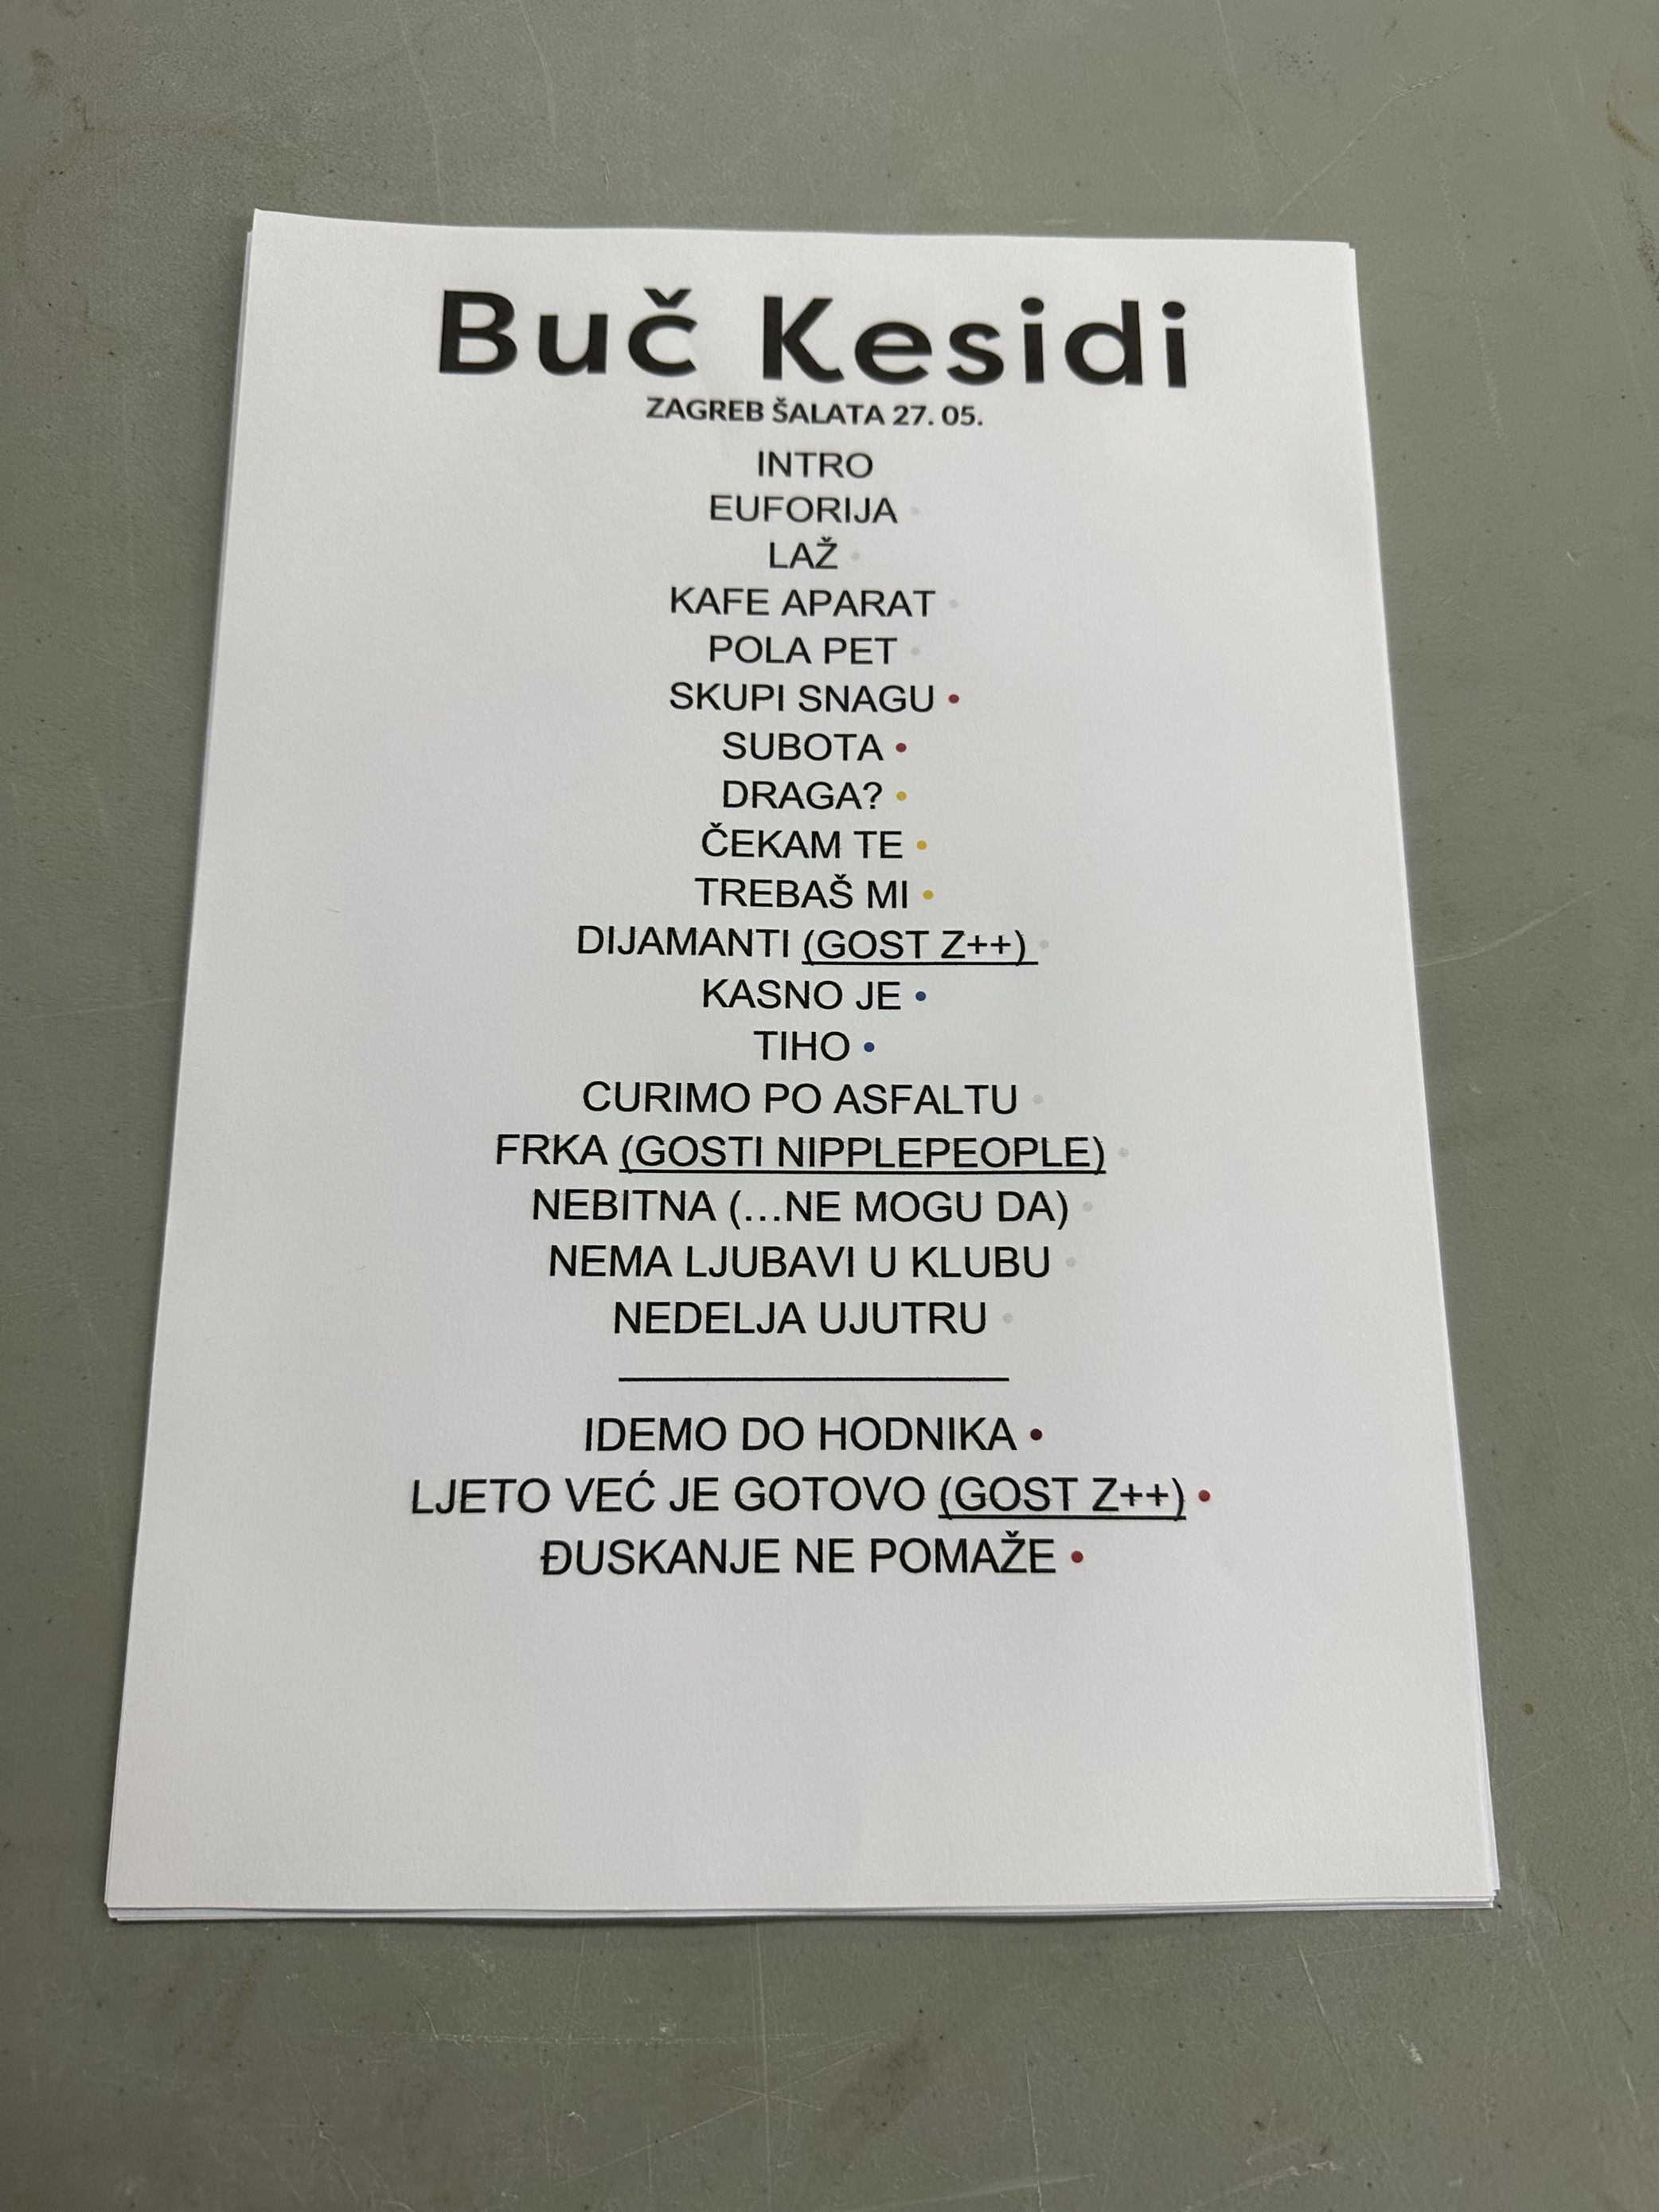 Buč Kesidi
ZAGREB ŠALATA 27. 05.
INTRO
EUFORIJA •
LAŽ •
KAFE APARAT •
POLA PET •
SKUPI SNAGU •
SUBOTA •
DRAGA? •
ČEKAM TE •
TREBAŠ MI •
DIJAMANTI (GOST Z++) •
KASNO JE •
TIHO •
CURIMO PO ASFALTU •
FRKA (GOSTI NIPPLEPEOPLE) •
NEBITNA (...NE MOGU DA) •
NEMA LJUBAVI U KLUBU •
NEDELJA UJUTRU •
IDEMO DO HODNIKA •
LJETO VEĆ JE GOTOVO (GOST Z++) •
ĐUSKANJE NE POMAŽE •